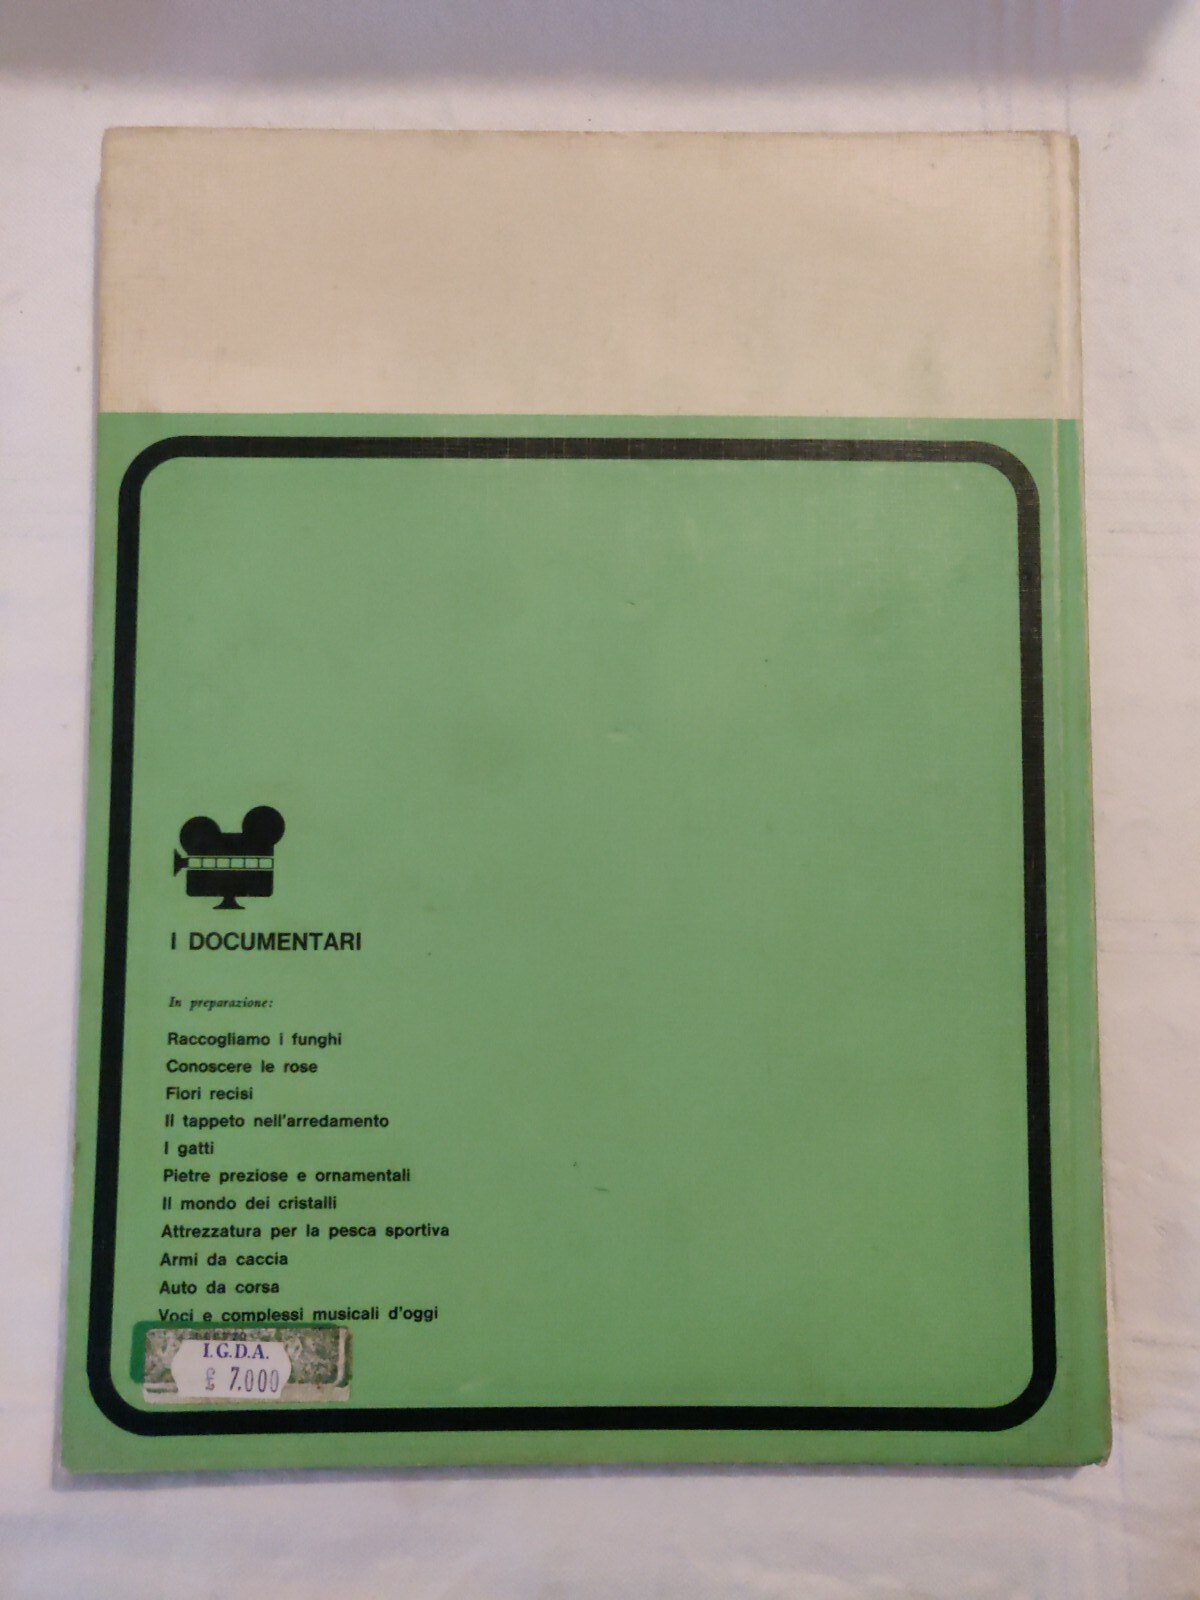 I DOCUMENTARI
In preparazione:
Raccogliamo i funghi
Conoscere le rose
Fiori recisi
Il tappeto nell'arredamento
I gatti
Pietre preziose e ornamentali
Il mondo dei cristalli
Attrezzatura per la pesca sportiva
Armi da caccia
Auto da corsa
Voci e complessi musicali d'oggi
I.G.D.A.
£ 7.000